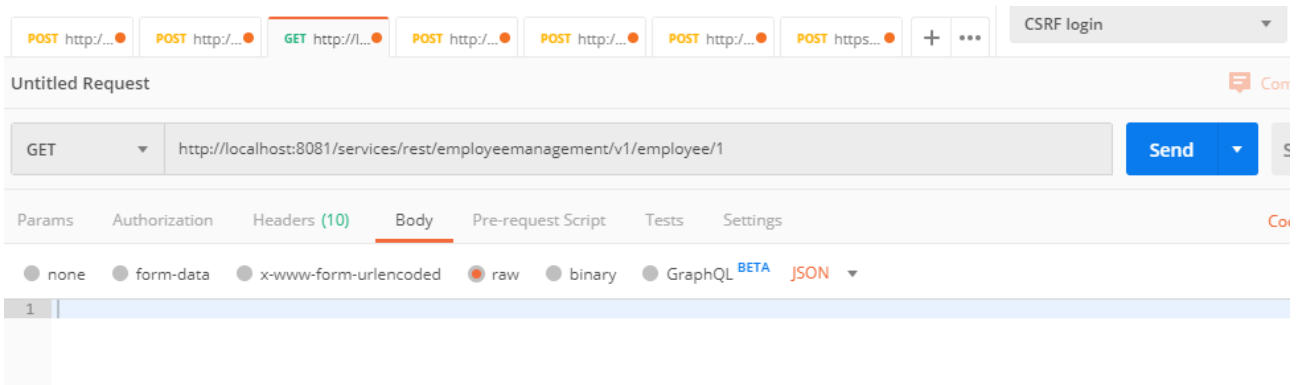 POST http:/... POST http:/... GET http://l... POST http:/... POST http:/... POST http:/... POST https... + ••• CSRF login
Untitled Request
GET http://localhost:8081/services/rest/employeemanagement/v1/employee/1 Send
Params Authorization Headers (10) Body Pre-request Script Tests Settings
none form-data x-www-form-urlencoded raw binary GraphQL BETA JSON
1